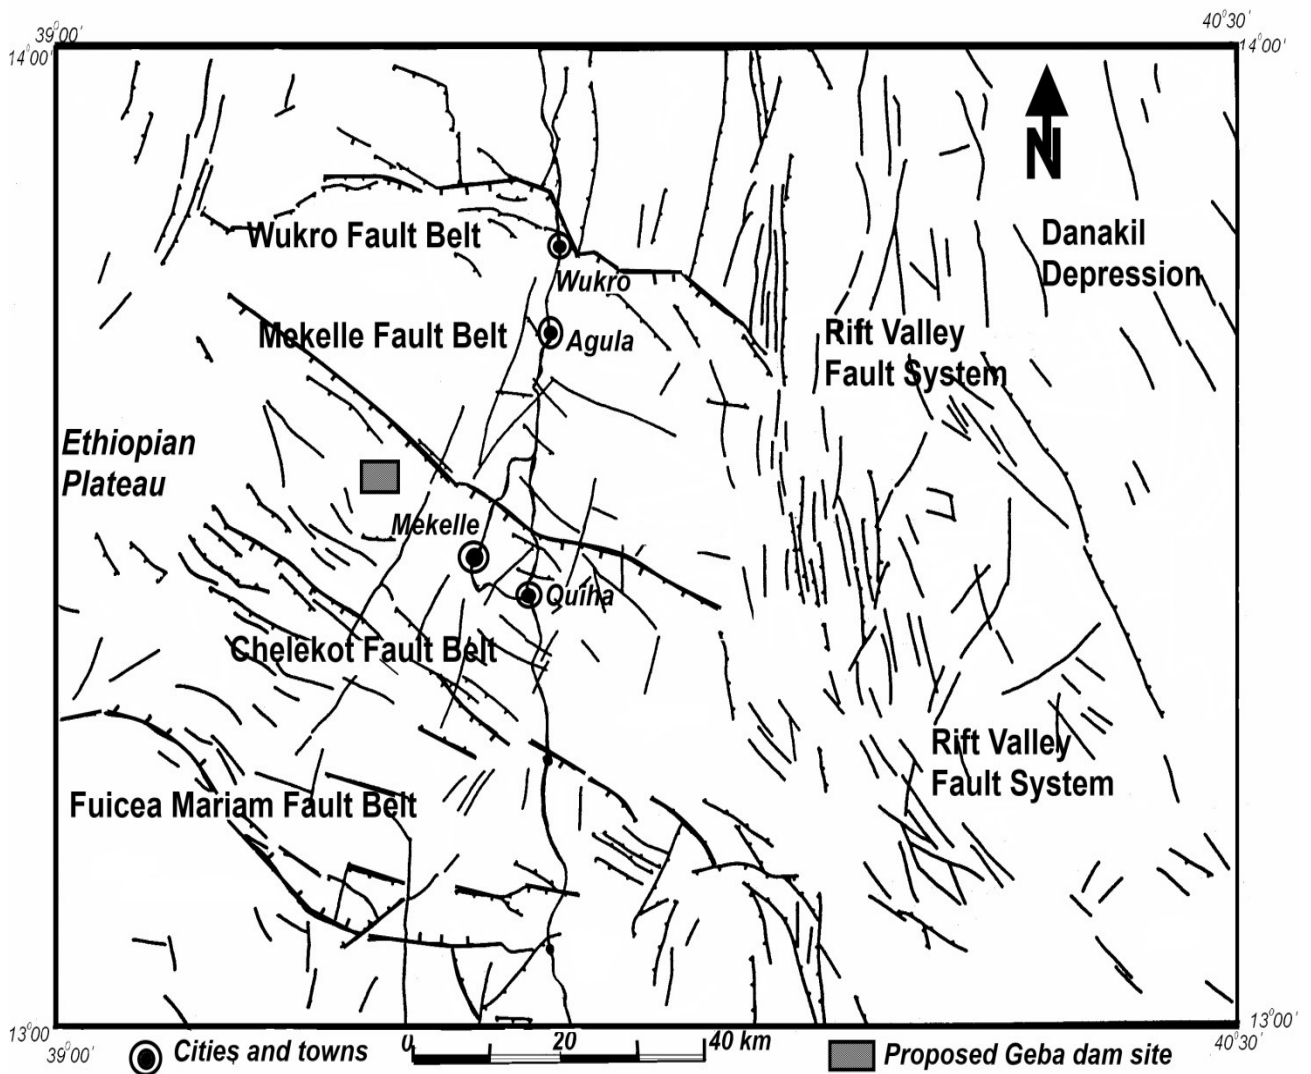 39°00'
40°30'
14°00'
14°00'
N
Wukro Fault Belt
Danakil
Depression
Wukro
Mekelle Fault Belt
Agula
Rift Valley
Fault System
Ethiopian
Plateau
Mekelle
Quiha
Chelekot Fault Belt
Rift Valley
Fault System
Fuicea Mariam Fault Belt
13°00
13°00'
39°00'
40°30'
Cities and towns
0 20 40 km
Proposed Geba dam site